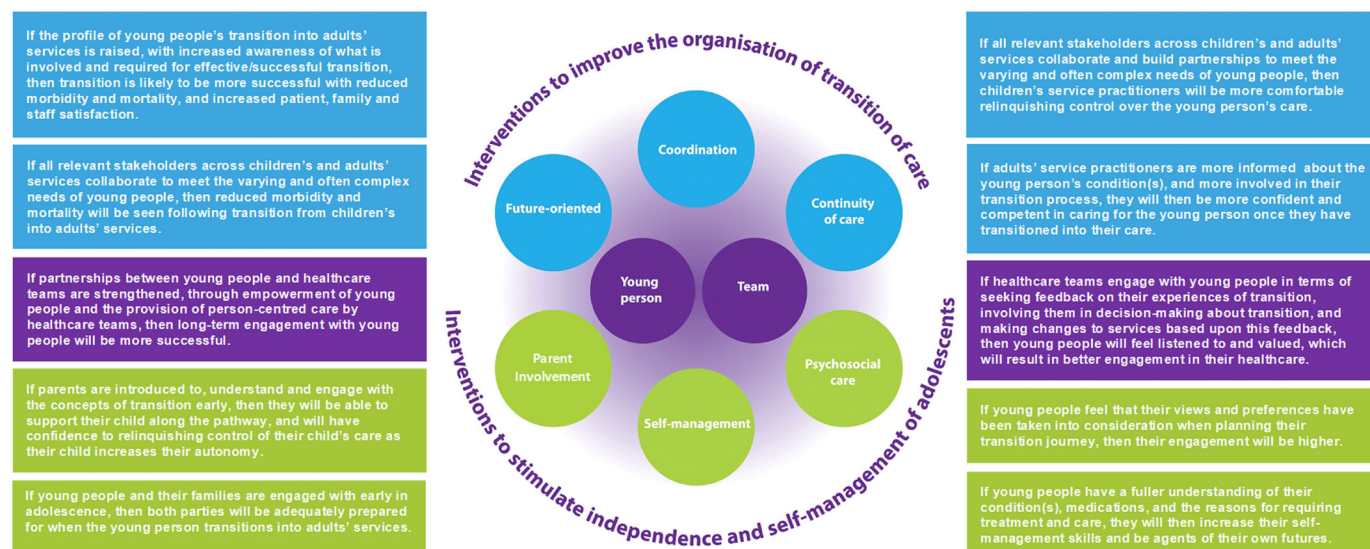 If the profile of young people's transition into adults'
services is raised, with increased awareness of what is
involved and required for effective/successful transition,
then transition is likely to be more successful with reduced
morbidity and mortality, and increased patient, family and
staff satisfaction.
If all relevant stakeholders across children's and adults'
services collaborate to meet the varying and often complex
needs of young people, then reduced morbidity and
mortality will be seen following transition from children's
into adults' services.
If partnerships between young people and healthcare
teams are strengthened, through empowerment of young
people and the provision of person-centred care by
healthcare teams, then long-term engagement with young
people will be more successful.
If parents are introduced to, understand and engage with
the concepts of transition early, then they will be able to
support their child along the pathway, and will have
confidence to relinquishing control of their child's care as
their child increases their autonomy.
If young people and their families are engaged with early in
adolescence, then both parties will be adequately prepared
for when the young person transitions into adults' services.
Interventions to improve the organisation of transition of care
Coordination
Future-oriented
Continuity
of care
Young
person
Team
Parent
Involvement
Psychosocial
care
Self-management
Interventions to stimulate independence and self-management of adolescents
If all relevant stakeholders across children's and adults'
services collaborate and build partnerships to meet the
varying and often complex needs of young people, then
children's service practitioners will be more comfortable
relinquishing control over the young person's care.
If adults' service practitioners are more informed about the
young person's condition(s), and more involved in their
transition process, they will then be more confident and
competent in caring for the young person once they have
transitioned into their care.
If healthcare teams engage with young people in terms of
seeking feedback on their experiences of transition,
involving them in decision-making about transition, and
making changes to services based upon this feedback,
then young people will feel listened to and valued, which
will result in better engagement in their healthcare.
If young people feel that their views and preferences have
been taken into consideration when planning their
transition journey, then their engagement will be higher.
If young people have a fuller understanding of their
condition(s), medications, and the reasons for requiring
treatment and care, they will then increase their self-
management skills and be agents of their own futures.